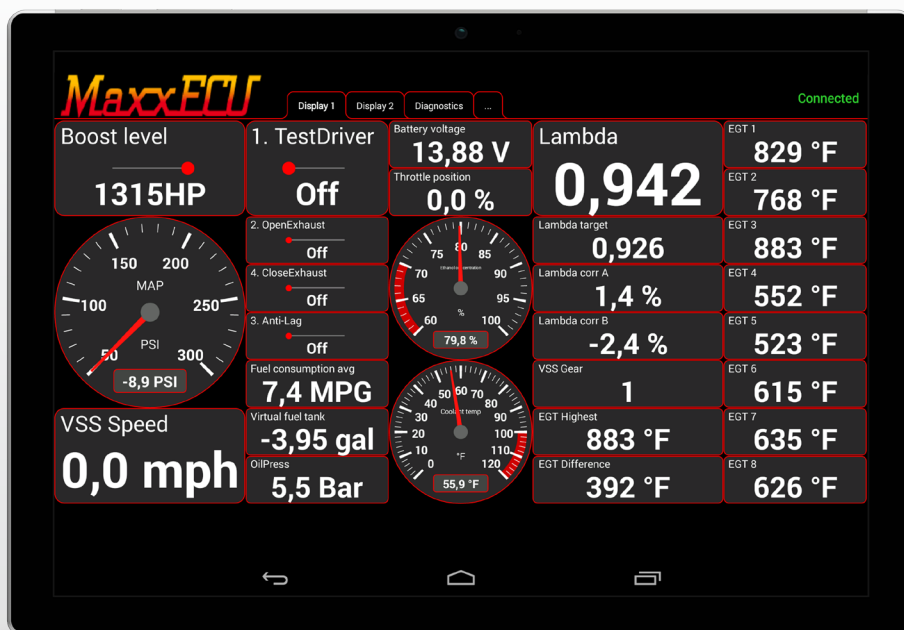 MaxxECU
Display 1
Display 2
Diagnostics
...
Connected
Boost level
1315HP
1. TestDriver
Off
Battery voltage
13,88 V
Throttle position
0,0 %
Lambda
0,942
EGT 1
829 °F
EGT 2
768 °F
50
100
150
200
250
300
MAP
PSI
-8,9 PSI
2. OpenExhaust
Off
4. CloseExhaust
Off
3. Anti-Lag
Off
60
65
70
75
80
85
90
95
100
%
79,8 %
Lambda target
0,926
Lambda corr A
1,4 %
Lambda corr B
-2,4 %
EGT 3
883 °F
EGT 4
552 °F
EGT 5
523 °F
Fuel consumption avg
7,4 MPG
VSS Gear
1
EGT 6
615 °F
VSS Speed
0,0 mph
Virtual fuel tank
-3,95 gal
OilPress
5,5 Bar
0
10
20
30
40
50
60
70
80
90
100
110
120
Coolant temp
°F
55,9 °F
EGT Highest
883 °F
EGT Difference
392 °F
EGT 7
635 °F
EGT 8
626 °F